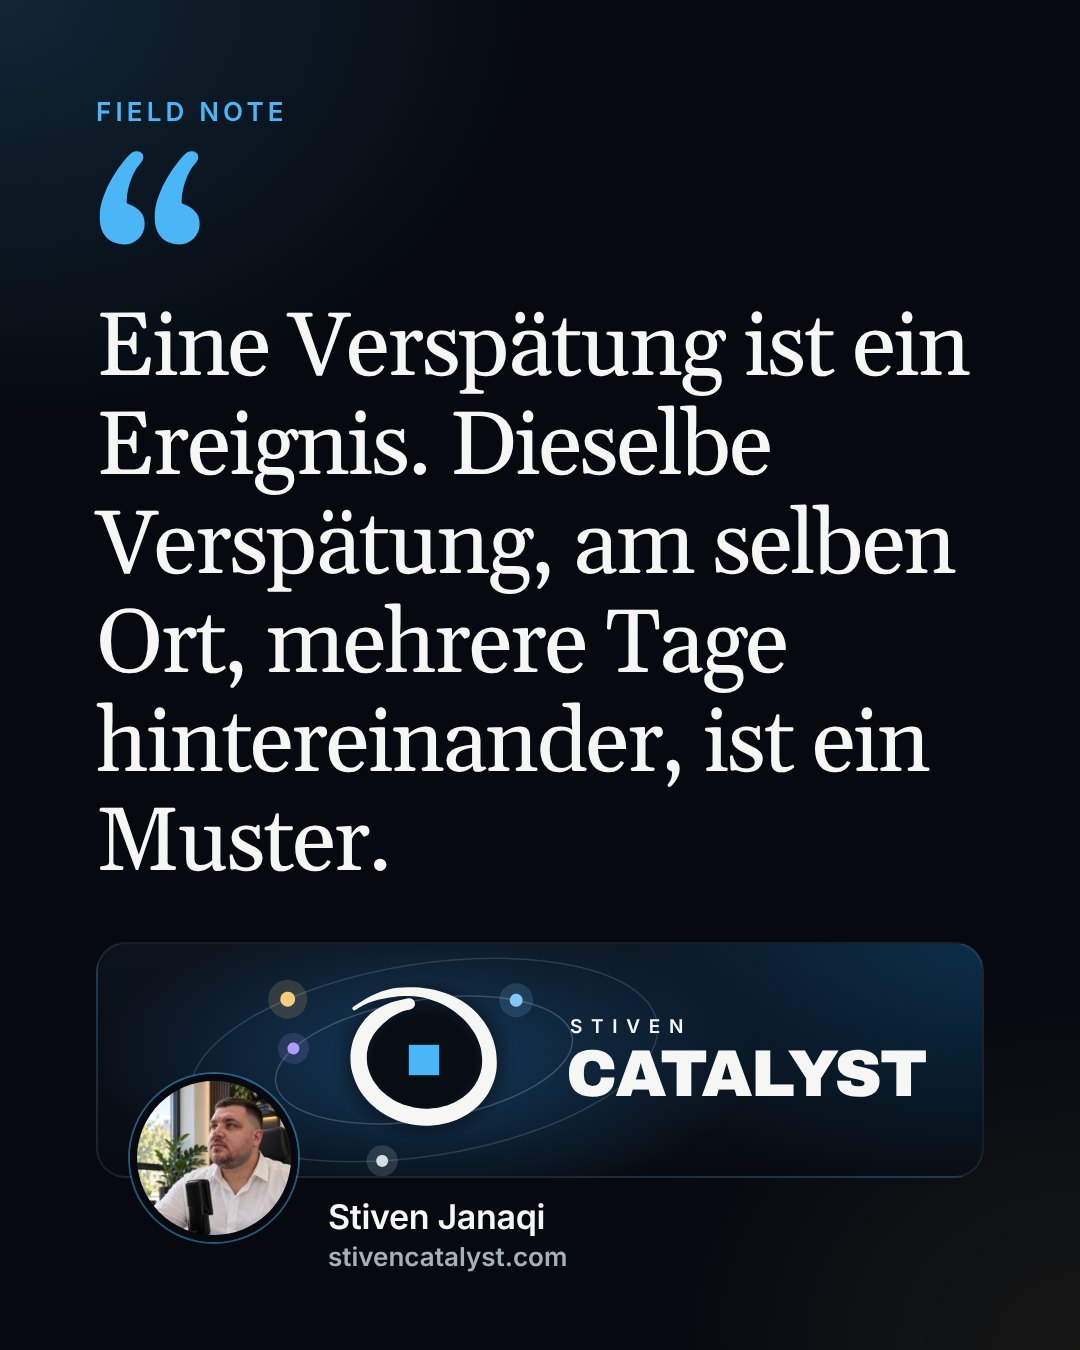 FIELD NOTE
“
Eine Verspätung ist ein
Ereignis. Dieselbe
Verspätung, am selben
Ort, mehrere Tage
hintereinander, ist ein
Muster.
STIVEN
CATALYST
Stiven Janaqi
stivencatalyst.com